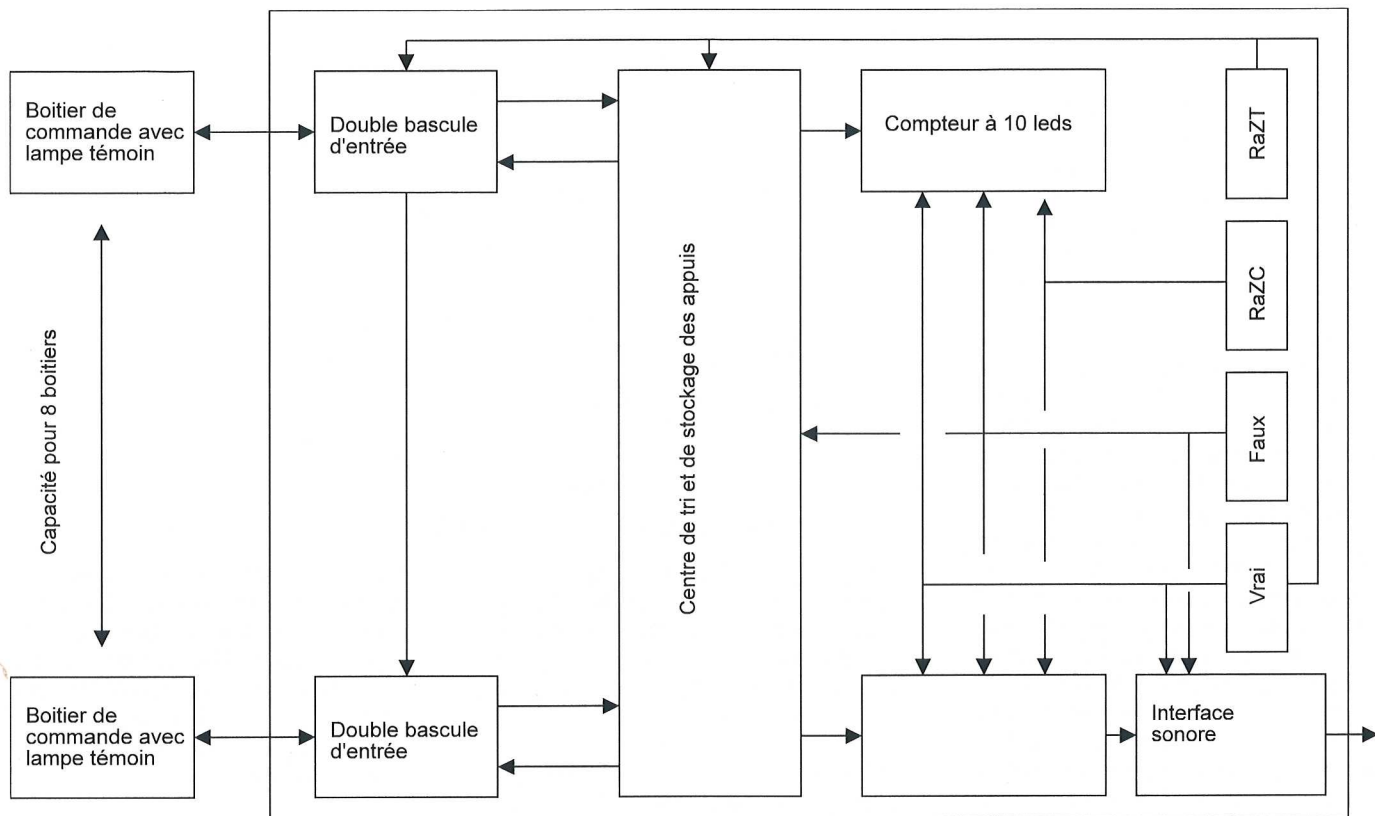 Boitier de
commande avec
lampe témoin
Double bascule
d'entrée
Compteur à 10 leds
RaZT
RaZC
Faux
Vrai
Centre de tri et de stockage des appuis
Capacité pour 8 boitiers
Boitier de
commande avec
lampe témoin
Double bascule
d'entrée
Interface
sonore